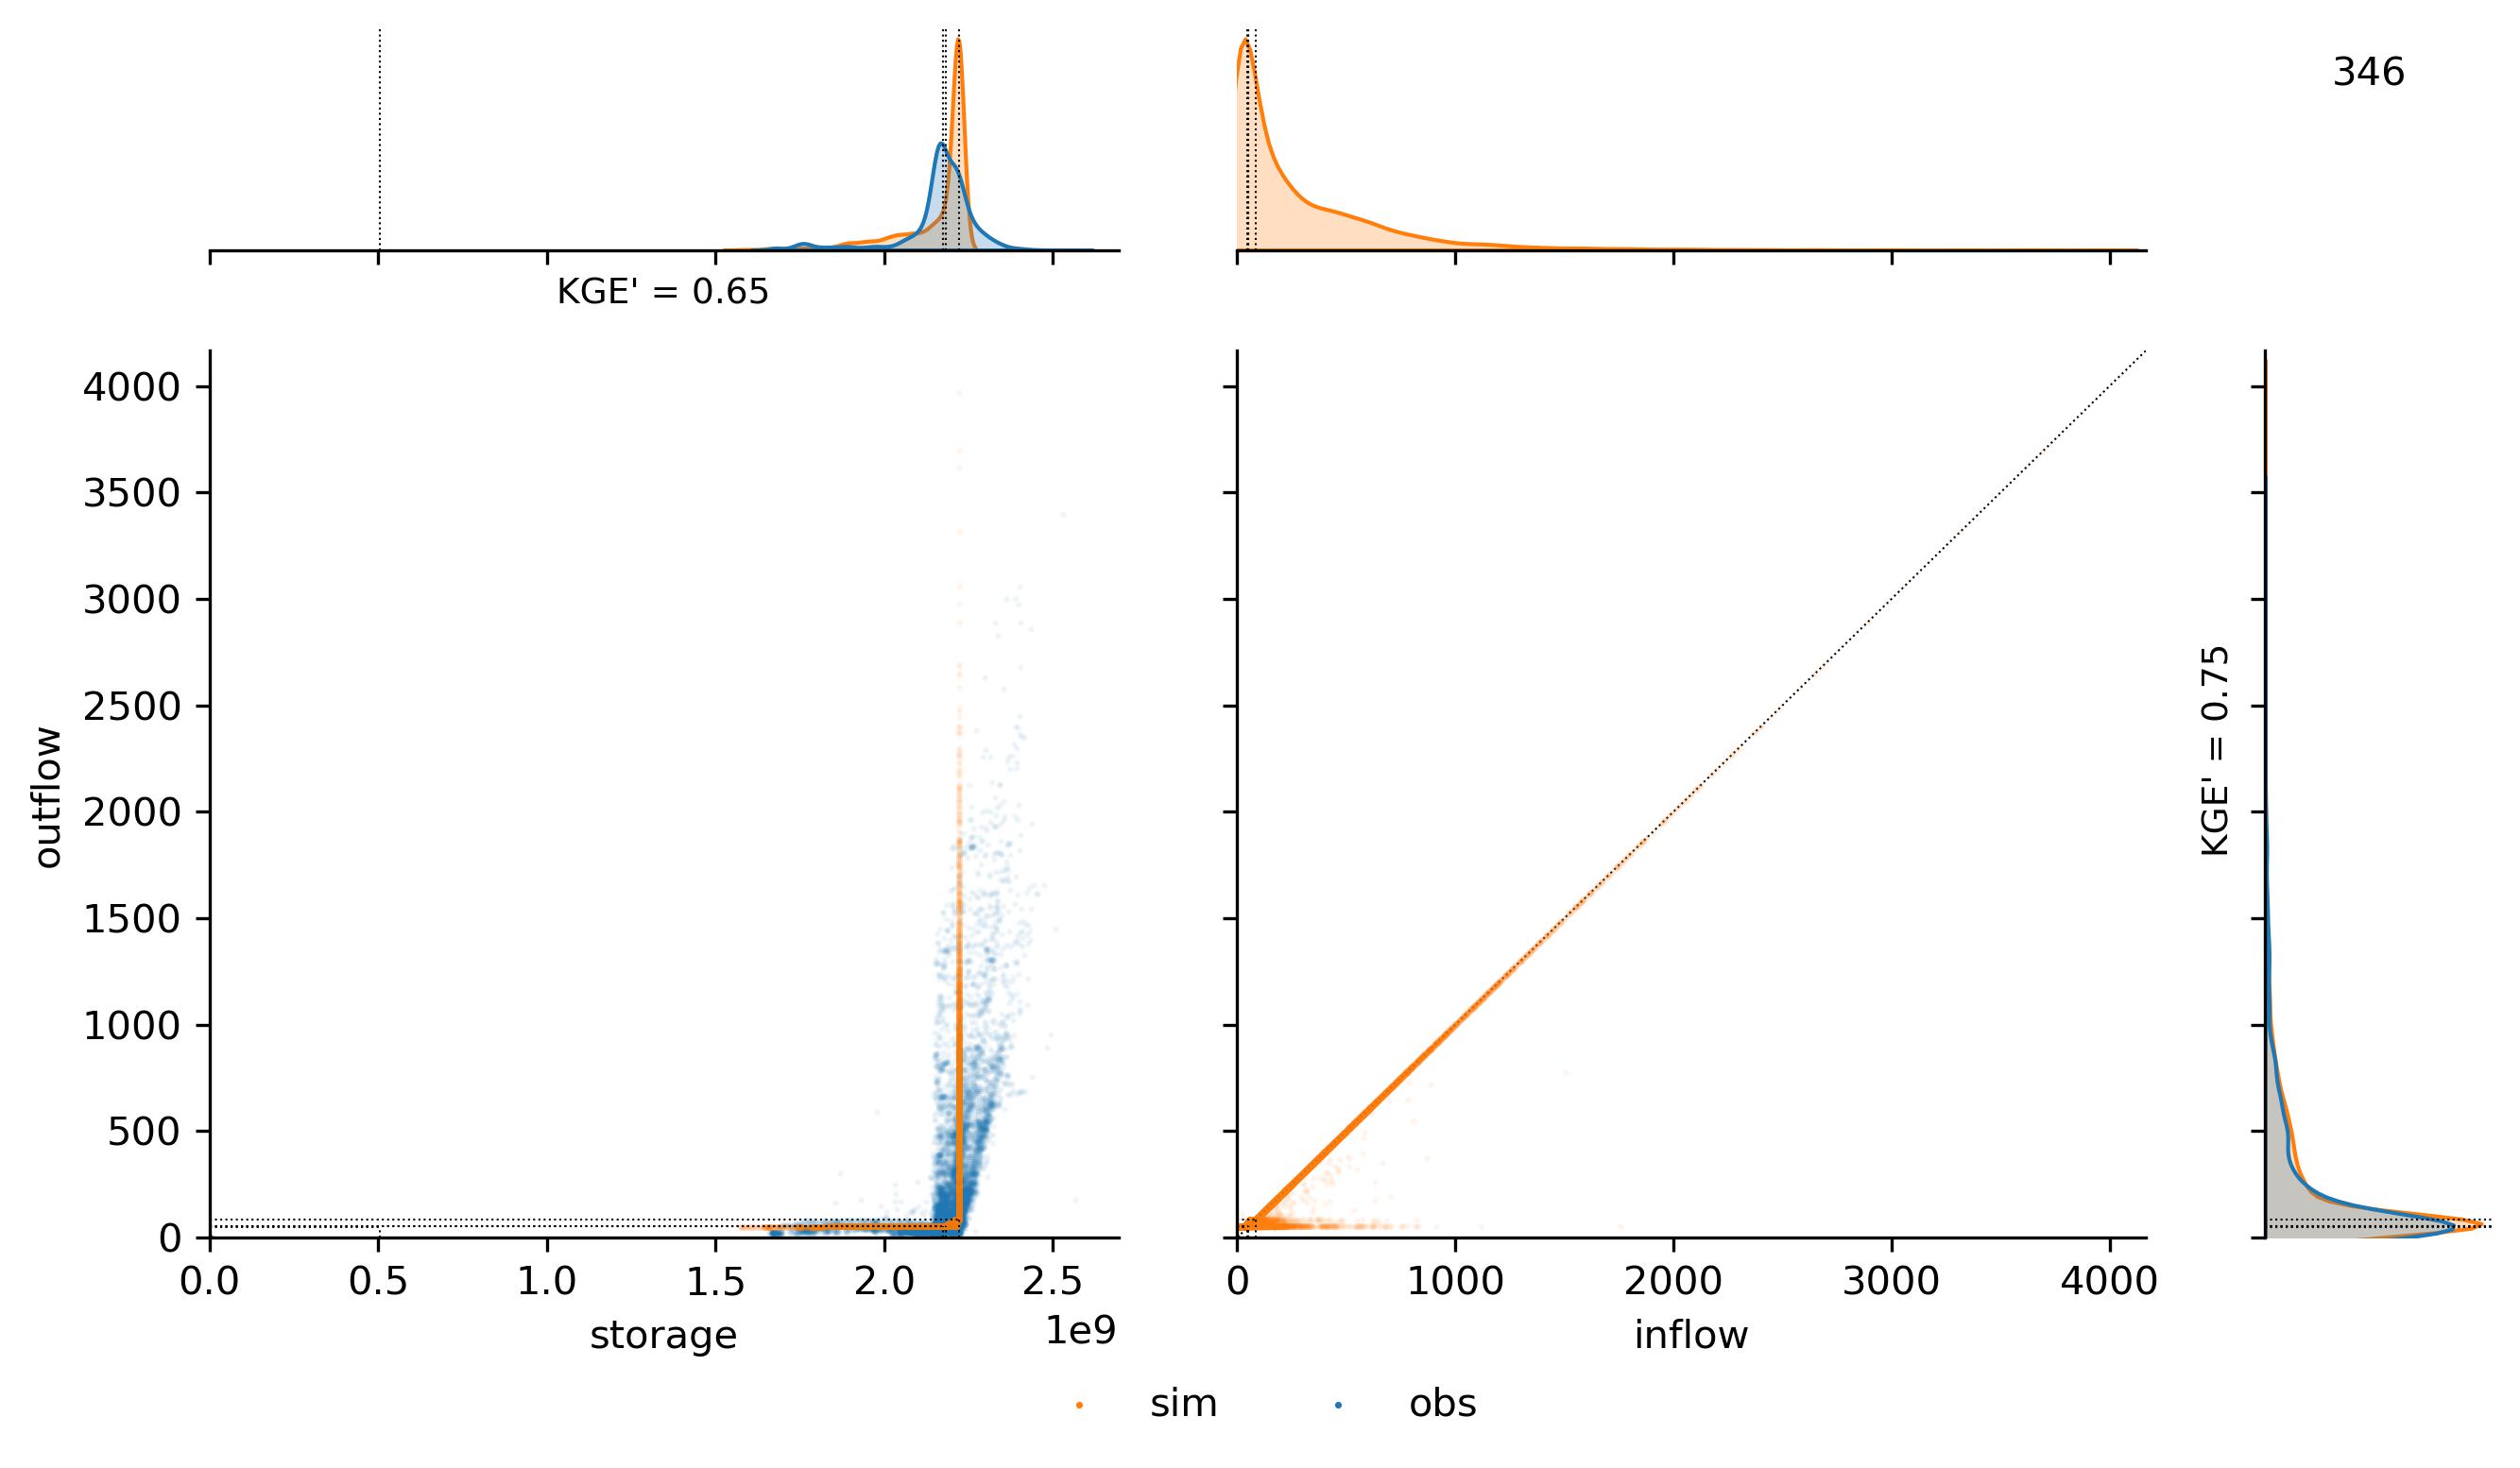 346
KGE' = 0.65
4000
3500
3000
2500
2000
1500
1000
500
0
outflow
0.0 0.5 1.0 1.5 2.0 2.5
1e9
storage
0 1000 2000 3000 4000
inflow
KGE' = 0.75
sim obs